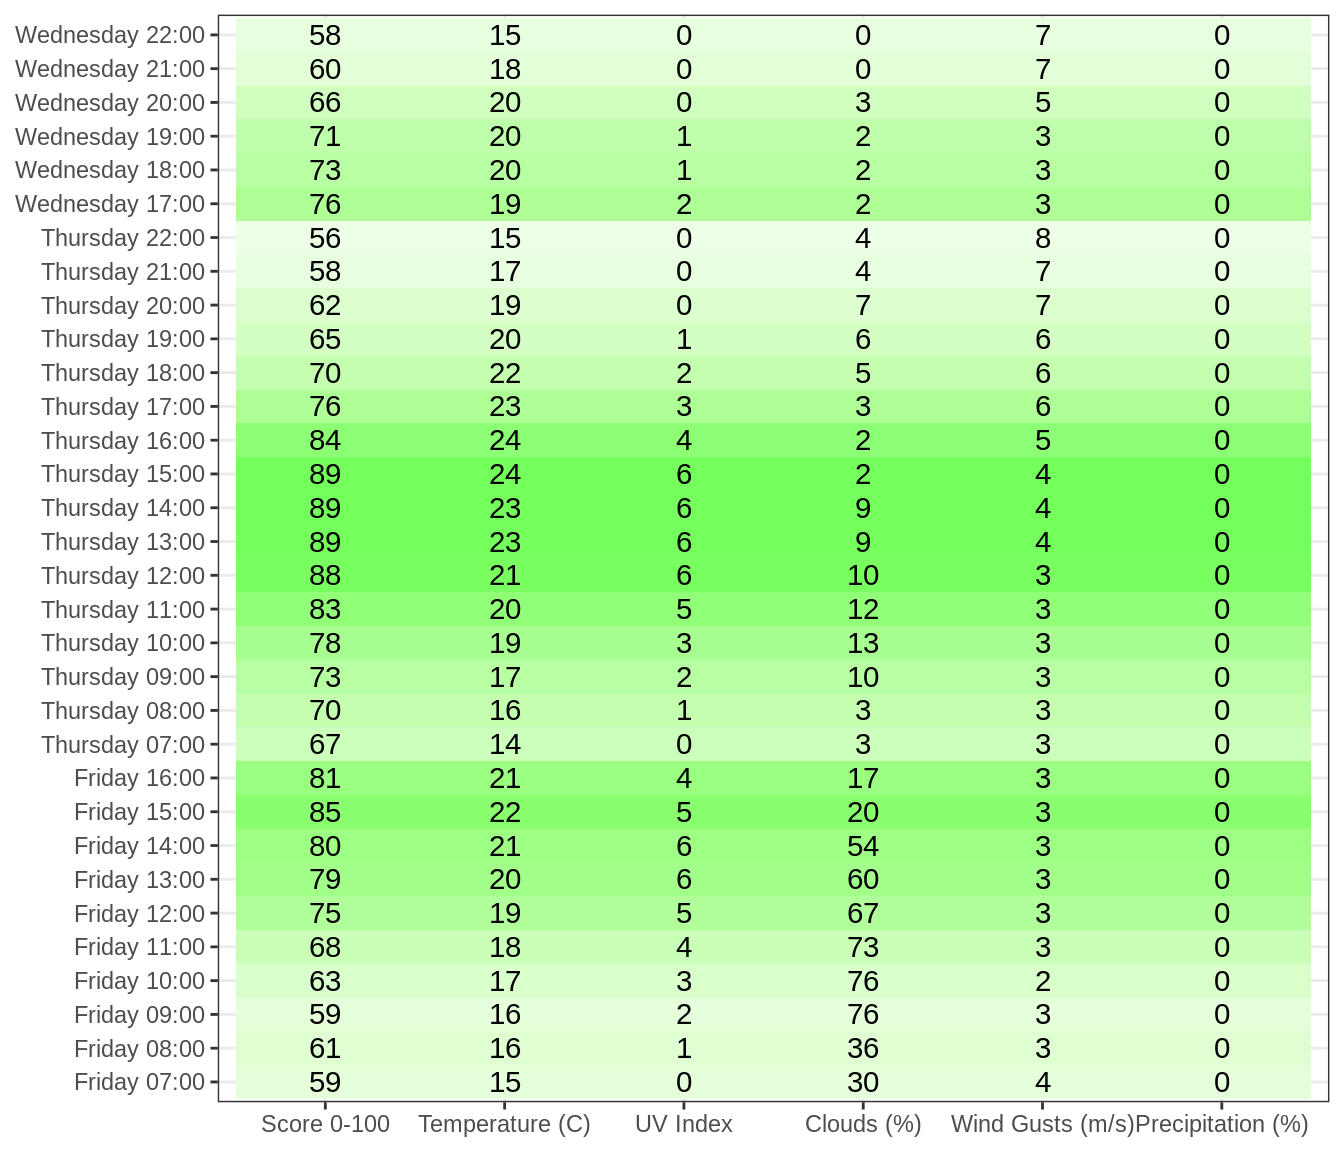 Wednesday 22:00 58 15 0 0 7 0
Wednesday 21:00 60 18 0 0 7 0
Wednesday 20:00 66 20 0 3 5 0
Wednesday 19:00 71 20 1 2 3 0
Wednesday 18:00 73 20 1 2 3 0
Wednesday 17:00 76 19 2 2 3 0
Thursday 22:00 56 15 0 4 8 0
Thursday 21:00 58 17 0 4 7 0
Thursday 20:00 62 19 0 7 7 0
Thursday 19:00 65 20 1 6 6 0
Thursday 18:00 70 22 2 5 6 0
Thursday 17:00 76 23 3 3 6 0
Thursday 16:00 84 24 4 2 5 0
Thursday 15:00 89 24 6 2 4 0
Thursday 14:00 89 23 6 9 4 0
Thursday 13:00 89 23 6 9 4 0
Thursday 12:00 88 21 6 10 3 0
Thursday 11:00 83 20 5 12 3 0
Thursday 10:00 78 19 3 13 3 0
Thursday 09:00 73 17 2 10 3 0
Thursday 08:00 70 16 1 3 3 0
Thursday 07:00 67 14 0 3 3 0
Friday 16:00 81 21 4 17 3 0
Friday 15:00 85 22 5 20 3 0
Friday 14:00 80 21 6 54 3 0
Friday 13:00 79 20 6 60 3 0
Friday 12:00 75 19 5 67 3 0
Friday 11:00 68 18 4 73 3 0
Friday 10:00 63 17 3 76 2 0
Friday 09:00 59 16 2 76 3 0
Friday 08:00 61 16 1 36 3 0
Friday 07:00 59 15 0 30 4 0
Score 0-100 Temperature (C) UV Index Clouds (%) Wind Gusts (m/s) Precipitation (%)